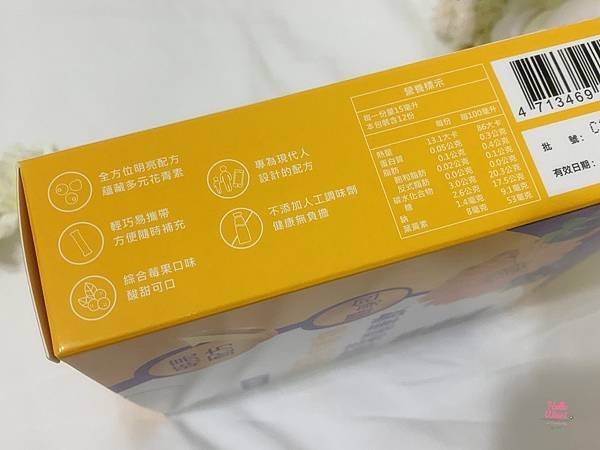 全方位明亮配方
蘊藏多元花青素
輕巧易攜帶
方便隨時補充
綜合莓果口味
酸甜可口
專為現代人
設計的配方
不添加人工調味劑
健康無負擔
營養標示
每一份量15毫升
本包裝含12份
每份 每100毫升
熱量 13.1大卡 86大卡
蛋白質 0.05公克 0.3公克
脂肪 0.1公克 0.4公克
飽和脂肪 0.02公克 0.1公克
反式脂肪 0公克 0.0公克
碳水化合物 3.0公克 20.3公克
糖 2.6公克 17.5公克
鈉 1.4毫克 9.1毫克
葉黃素 8毫克 53毫克
4 713469
批 號：
有效日期：